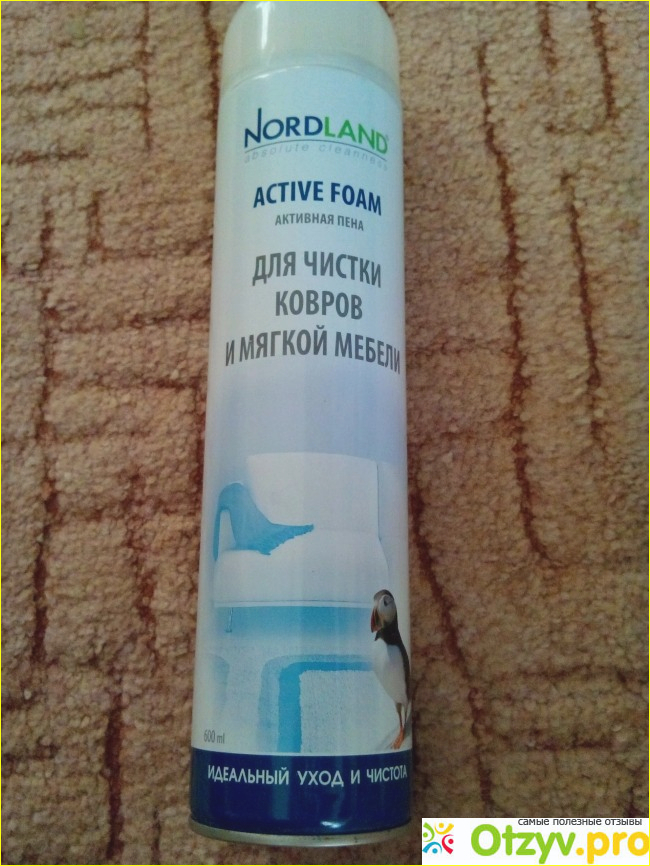 NORDLAND®
absolute cleanness
ACTIVE FOAM
АКТИВНАЯ ПЕНА
ДЛЯ ЧИСТКИ
КОВРОВ
И МЯГКОЙ МЕБЕЛИ
600 ml
ИДЕАЛЬНЫЙ УХОД И ЧИСТОТА
самые полезные отзывы
Otzyv.pro